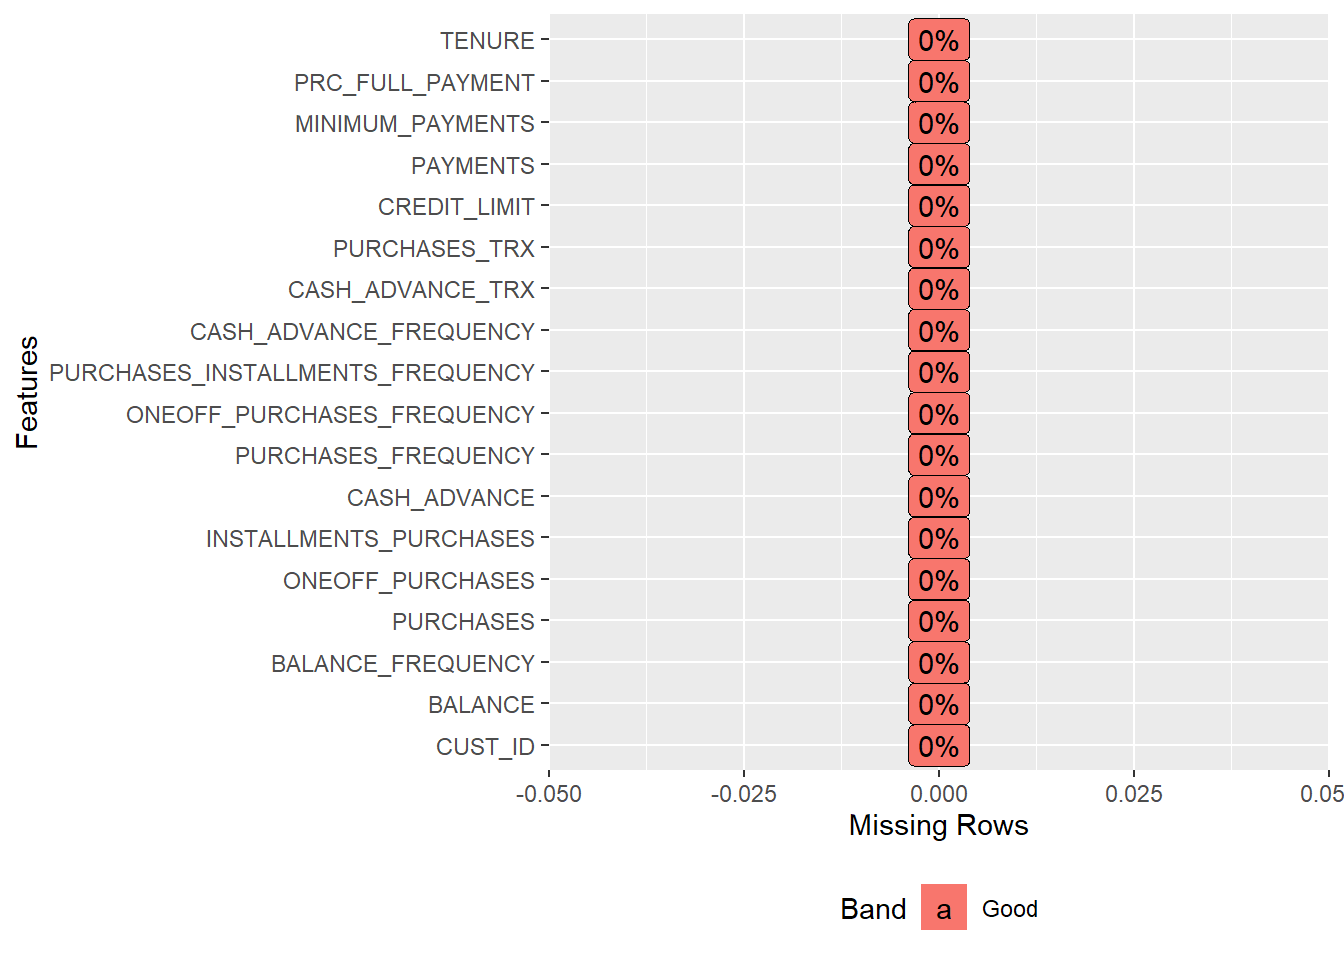 TENURE 0%
PRC_FULL_PAYMENT 0%
MINIMUM_PAYMENTS 0%
PAYMENTS 0%
CREDIT_LIMIT 0%
PURCHASES_TRX 0%
CASH_ADVANCE_TRX 0%
CASH_ADVANCE_FREQUENCY 0%
PURCHASES_INSTALLMENTS_FREQUENCY 0%
ONEOFF_PURCHASES_FREQUENCY 0%
PURCHASES_FREQUENCY 0%
CASH_ADVANCE 0%
INSTALLMENTS_PURCHASES 0%
ONEOFF_PURCHASES 0%
PURCHASES 0%
BALANCE_FREQUENCY 0%
BALANCE 0%
CUST_ID 0%
Features
-0.050 -0.025 0.000 0.025 0.05
Missing Rows
Band a Good